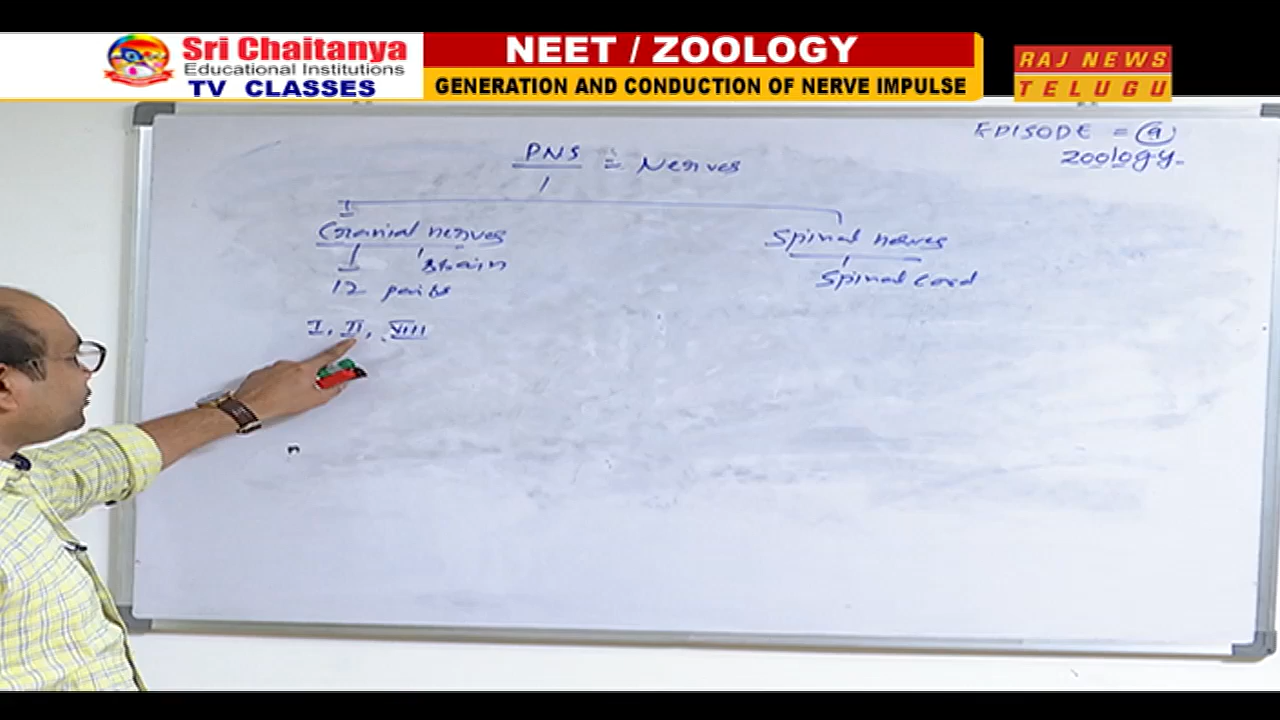 Sri Chaitanya
Educational Institutions
TV CLASSES
NEET / ZOOLOGY
GENERATION AND CONDUCTION OF NERVE IMPULSE
RAJ NEWS
TELUGU
EPISODE = 9
Zoology
PNS = Nerves
Cranial nerves
brain
12 pairs
I, II, VIII
Spinal nerves
Spinal cord